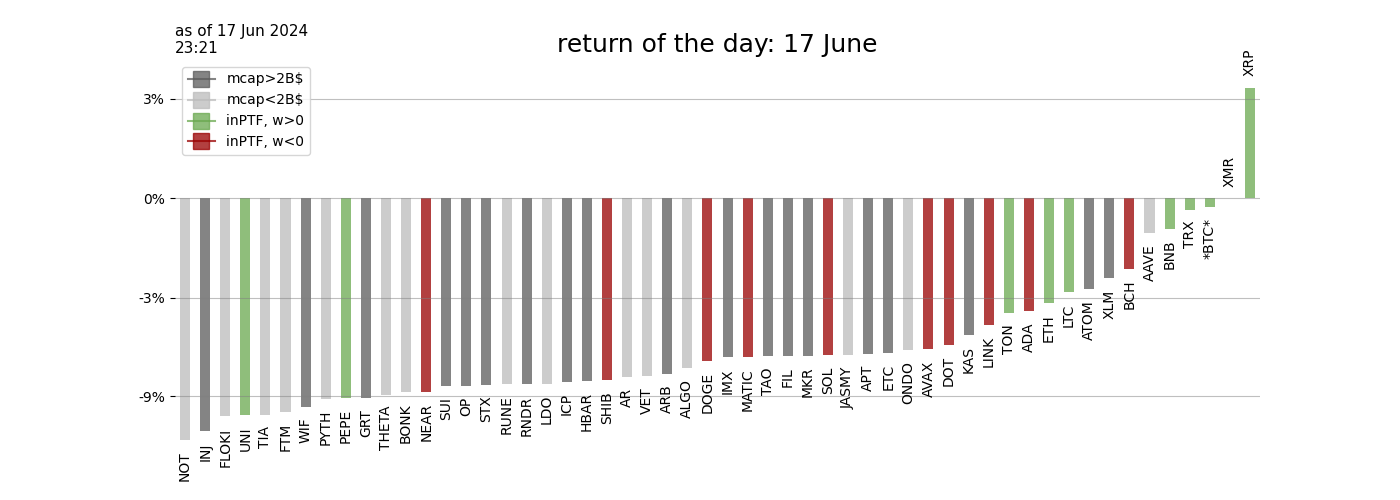 as of 17 Jun 2024
23:21
return of the day: 17 June
mcap>2B$
mcap<2B$
inPTF, w>0
inPTF, w<0
3%
0%
-3%
-9%
NOT
INJ
FLOKI
UNI
TIA
FTM
WIF
PYTH
PEPE
GRT
THETA
BONK
NEAR
SUI
OP
STX
RUNE
RNDR
LDO
ICP
HBAR
SHIB
AR
VET
ARB
ALGO
DOGE
IMX
MATIC
TAO
FIL
MKR
SOL
JASMY
APT
ETC
ONDO
AVAX
DOT
KAS
LINK
TON
ADA
ETH
LTC
ATOM
XLM
BCH
AAVE
BNB
TRX
*BTC*
XMR
XRP